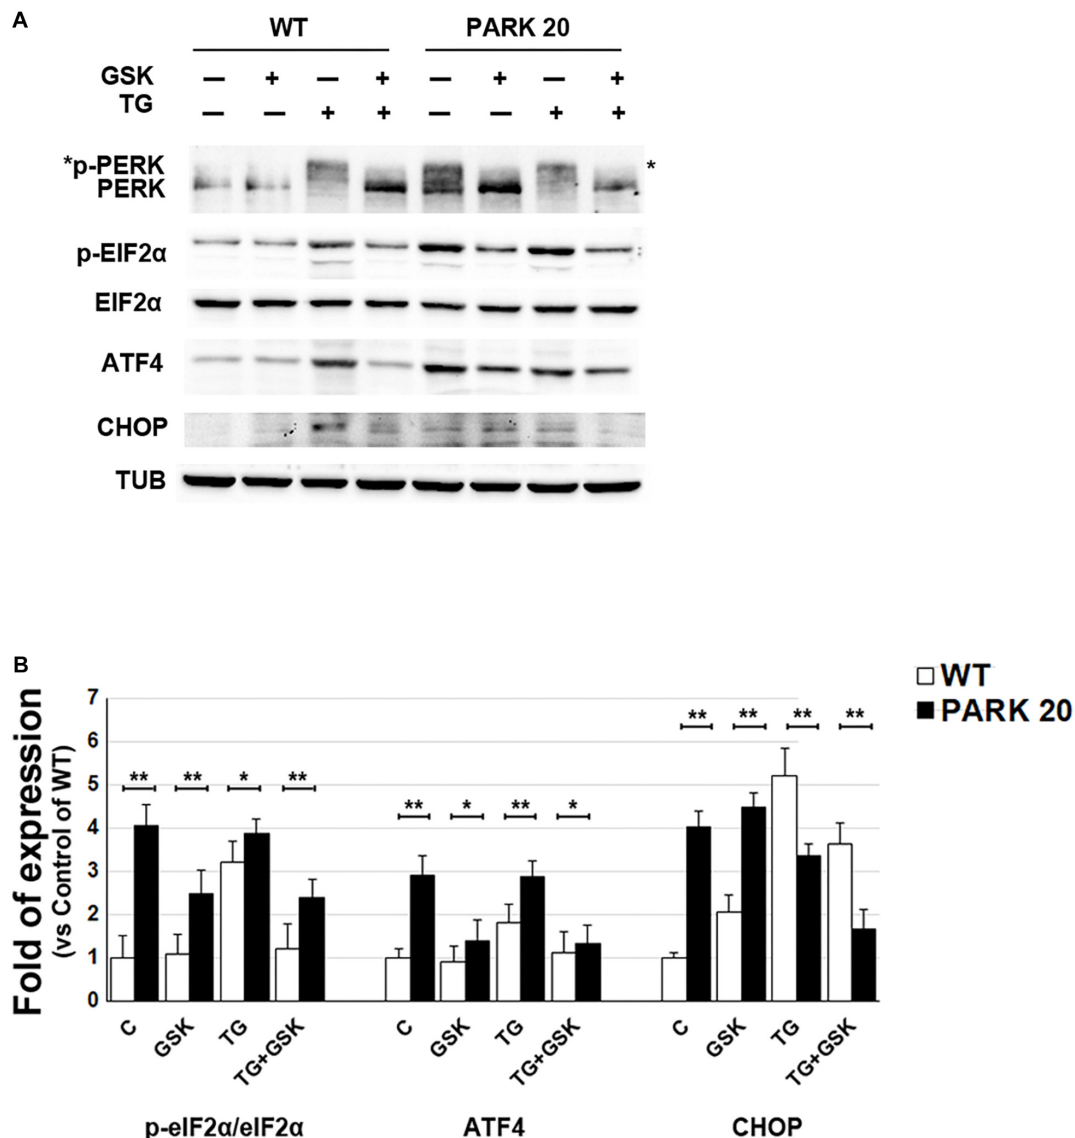 A
WT PARK 20
GSK — + — + — + — +
TG — — + + — — + +
*p-PERK *
PERK
p-EIF2α
EIF2α
ATF4
CHOP
TUB
B
WT
PARK 20
Fold of expression
(vs Control of WT)
7
6
5
4
3
2
1
0
** ** * **
** * ** *
** ** ** **
C GSK TG TG+GSK C GSK TG TG+GSK C GSK TG TG+GSK
p-eIF2α/eIF2α ATF4 CHOP